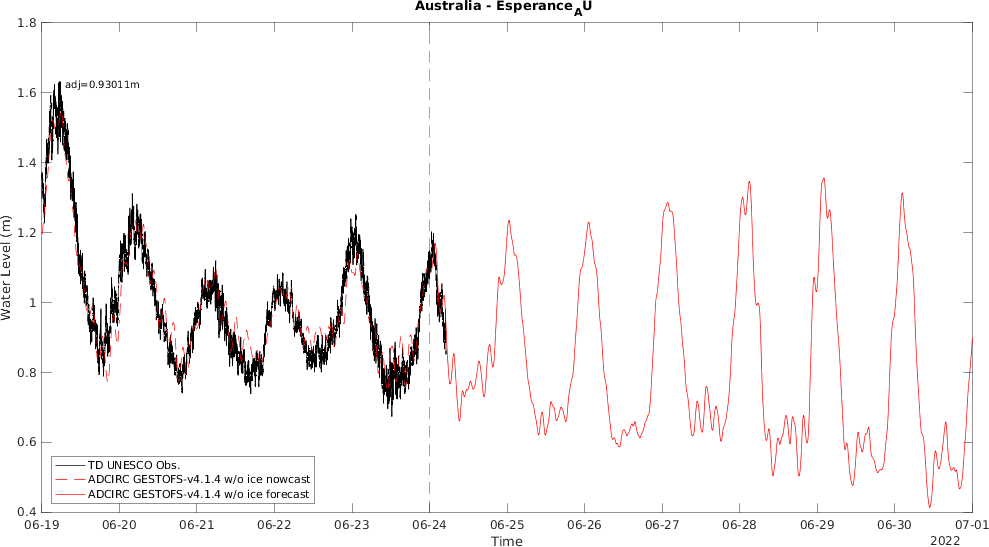 Australia - Esperance_AU
1.8
adj=0.93011m
1.6
1.4
1.2
1
0.8
0.6
0.4
Water Level (m)
TD UNESCO Obs.
ADCIRC GESTOFS-v4.1.4 w/o ice nowcast
ADCIRC GESTOFS-v4.1.4 w/o ice forecast
06-19 06-20 06-21 06-22 06-23 06-24 06-25 06-26 06-27 06-28 06-29 06-30 07-01
Time
2022